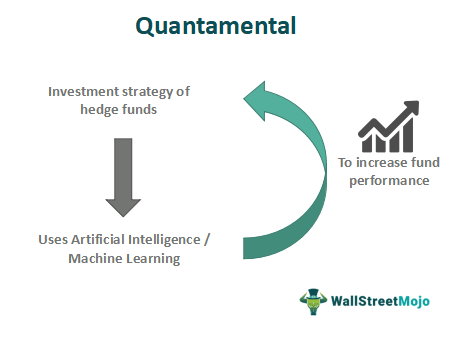 Quantamental
Investment strategy of
hedge funds
To increase fund
performance
Uses Artificial Intelligence /
Machine Learning
WallStreetMojo